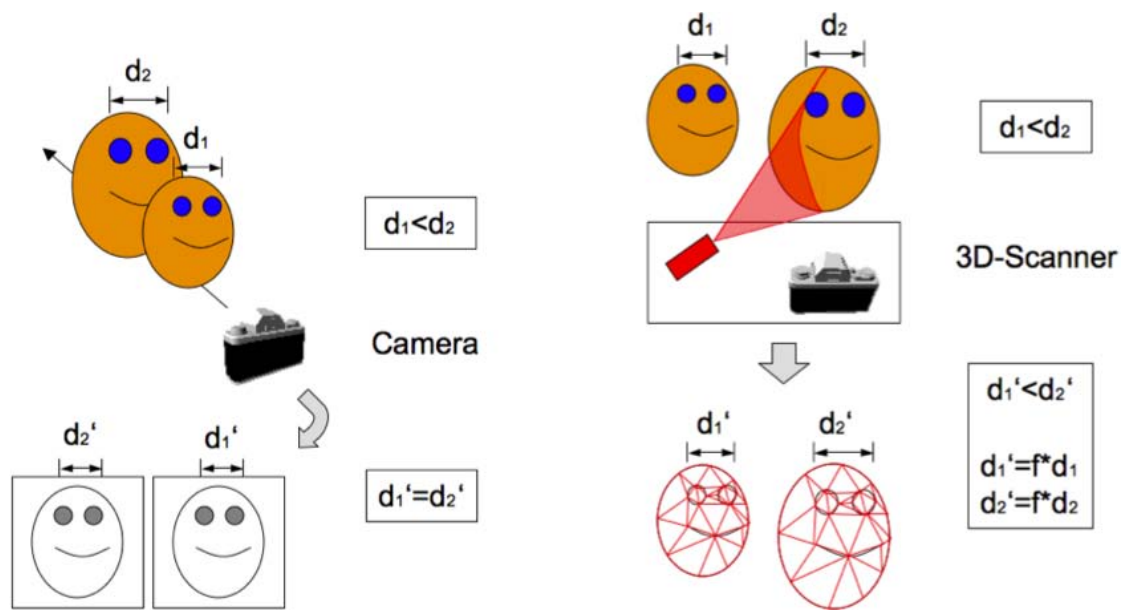 d₂
d₁
d₁<d₂
Camera
d₂‘
d₁‘
d₁‘=d₂‘
d₁
d₂
d₁<d₂
3D-Scanner
d₁‘
d₂‘
d₁‘<d₂‘
d₁‘=f*d₁
d₂‘=f*d₂